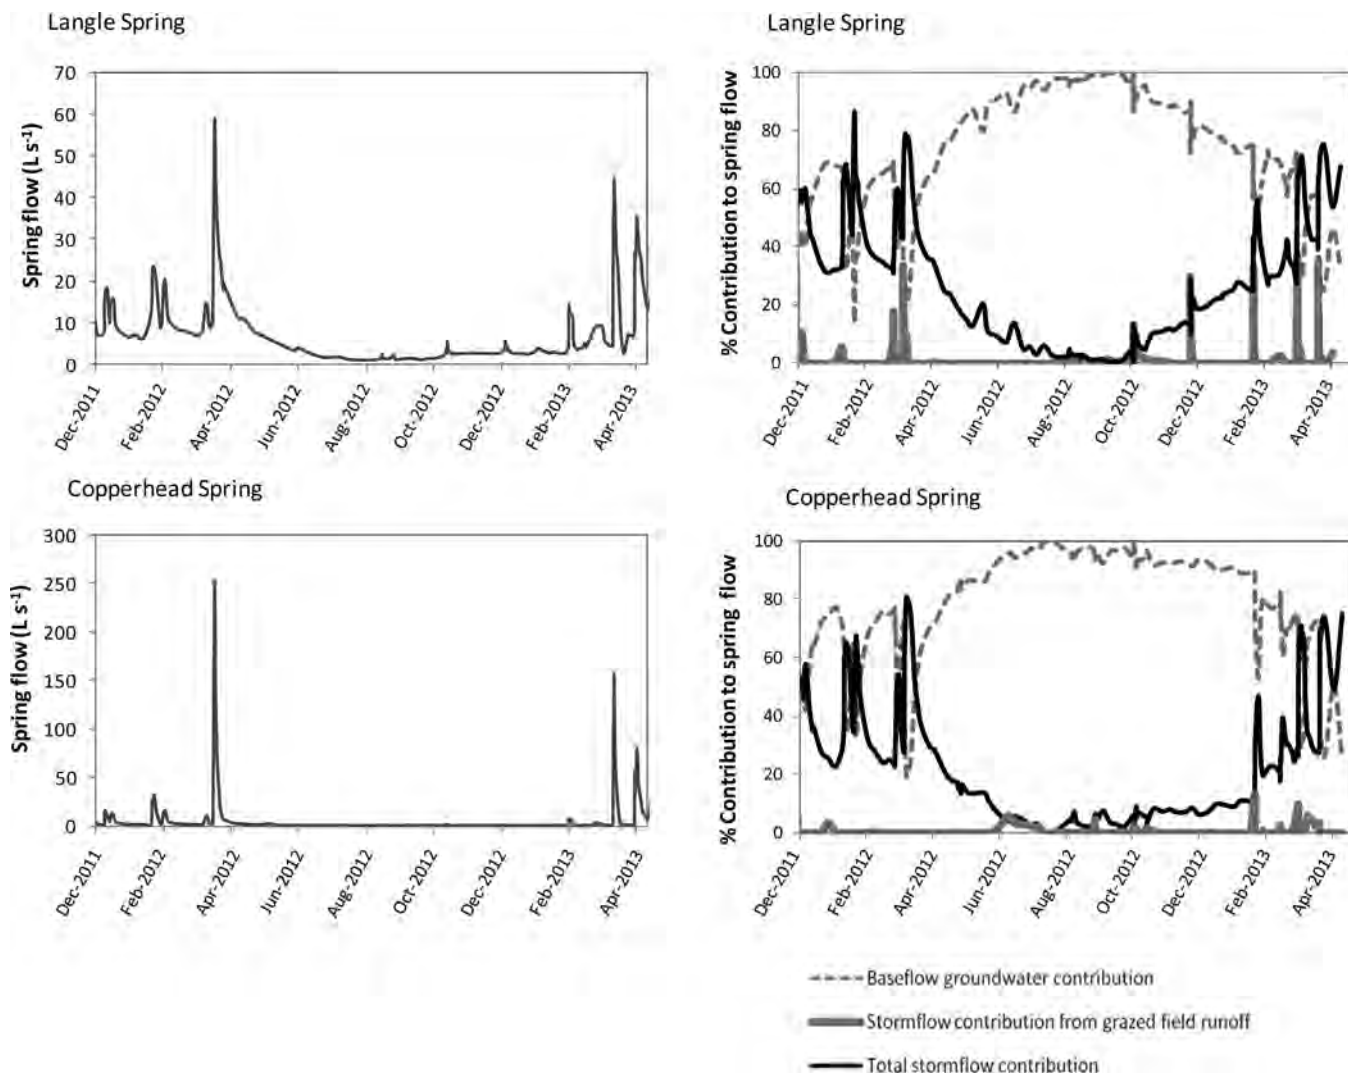 Langle Spring
Spring flow (L s⁻¹)
70
60
50
40
30
20
10
0
Dec-2011
Feb-2012
Apr-2012
Jun-2012
Aug-2012
Oct-2012
Dec-2012
Feb-2013
Apr-2013
Langle Spring
% Contribution to spring flow
100
80
60
40
20
0
Dec-2011
Feb-2012
Apr-2012
Jun-2012
Aug-2012
Oct-2012
Dec-2012
Feb-2013
Apr-2013
Copperhead Spring
Spring flow (L s⁻¹)
300
250
200
150
100
50
0
Dec-2011
Feb-2012
Apr-2012
Jun-2012
Aug-2012
Oct-2012
Dec-2012
Feb-2013
Apr-2013
Copperhead Spring
% Contribution to spring flow
100
80
60
40
20
0
Dec-2011
Feb-2012
Apr-2012
Jun-2012
Aug-2012
Oct-2012
Dec-2012
Feb-2013
Apr-2013
Baseflow groundwater contribution
Stormflow contribution from grazed field runoff
Total stormflow contribution